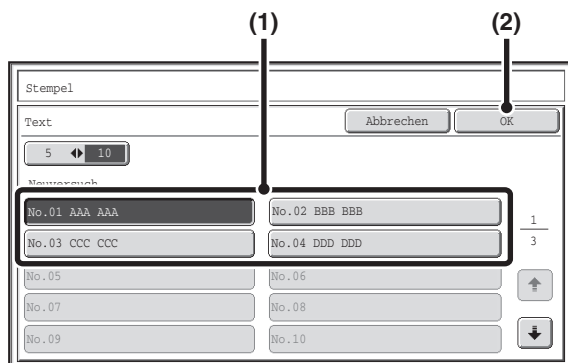 (1) (2)
Stempel
Text Abbrechen OK
5 10
Neuversuch
No.01 AAA AAA No.02 BBB BBB
No.03 CCC CCC No.04 DDD DDD
1
3
No.05 No.06
No.07 No.08
No.09 No.10